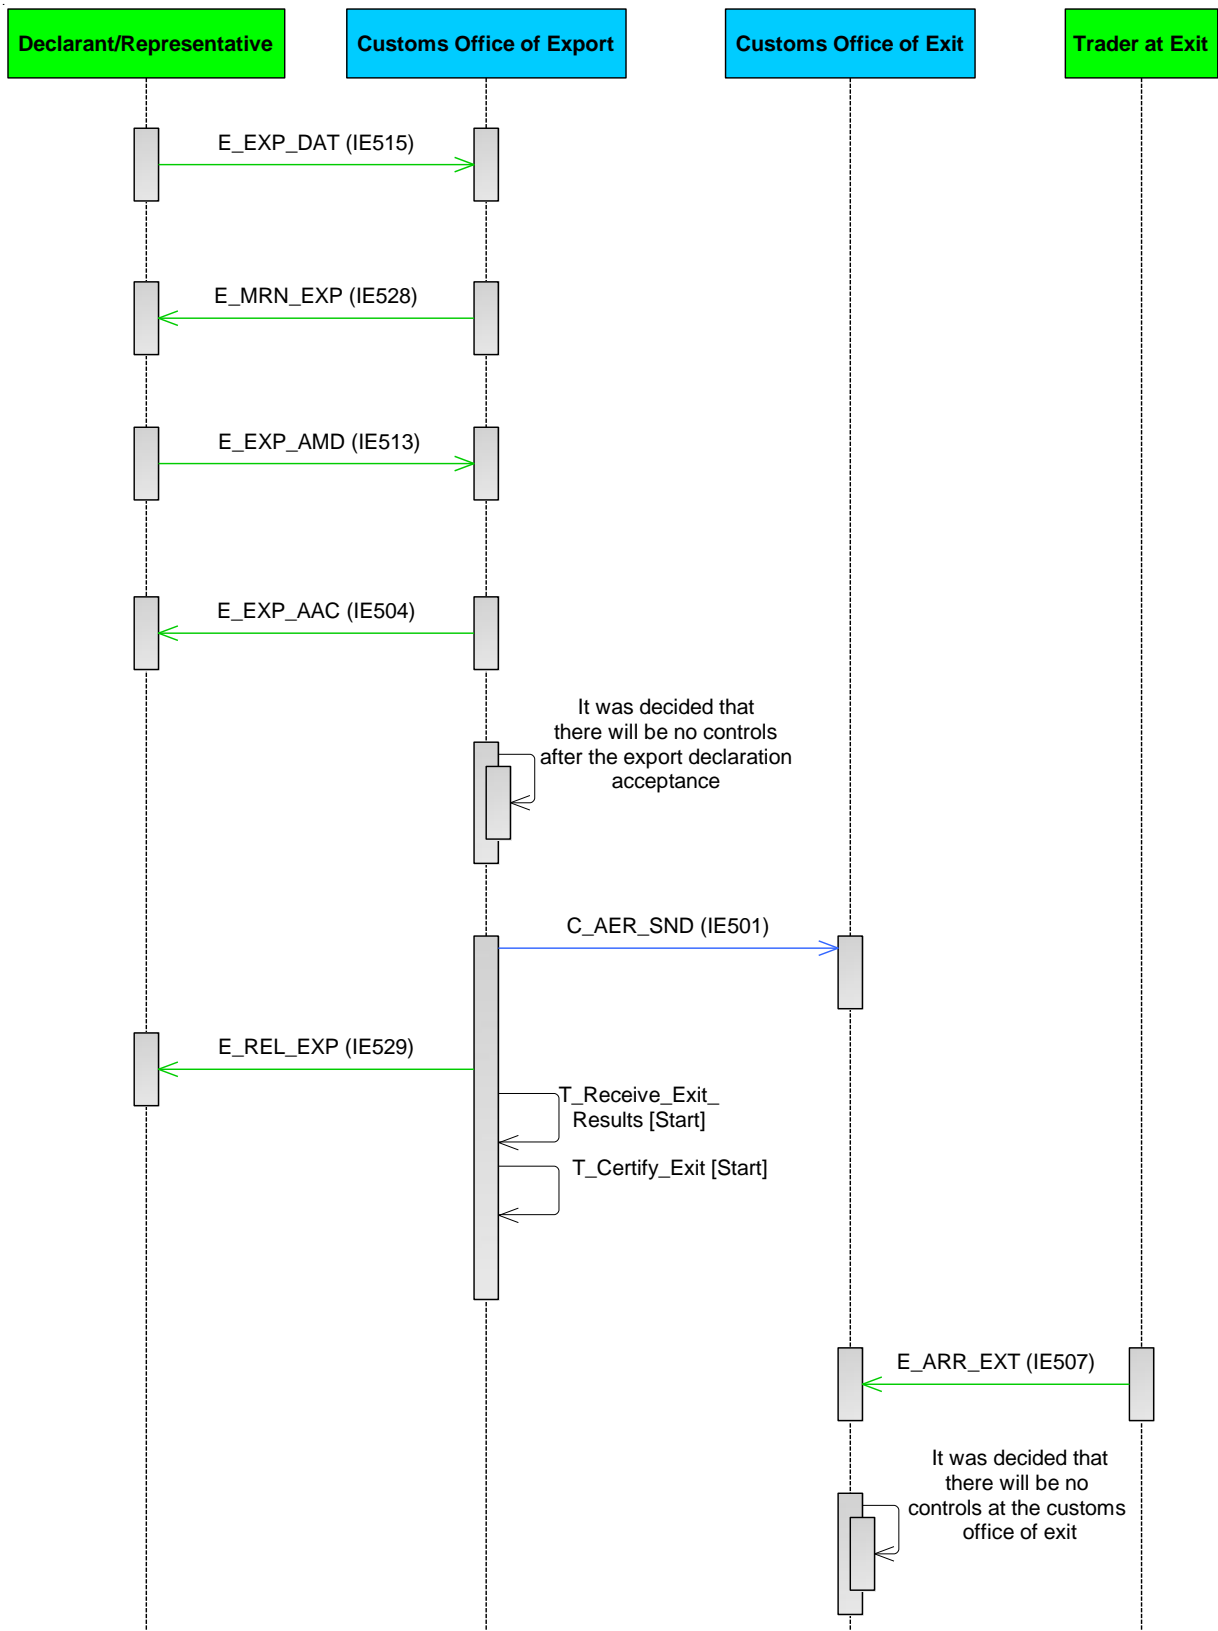 Declarant/Representative
Customs Office of Export
Customs Office of Exit
Trader at Exit
E_EXP_DAT (IE515)
E_MRN_EXP (IE528)
E_EXP_AMD (IE513)
E_EXP_AAC (IE504)
It was decided that
there will be no controls
after the export declaration
acceptance
C_AER_SND (IE501)
E_REL_EXP (IE529)
T_Receive_Exit_
Results [Start]
T_Certify_Exit [Start]
E_ARR_EXT (IE507)
It was decided that
there will be no
controls at the customs
office of exit